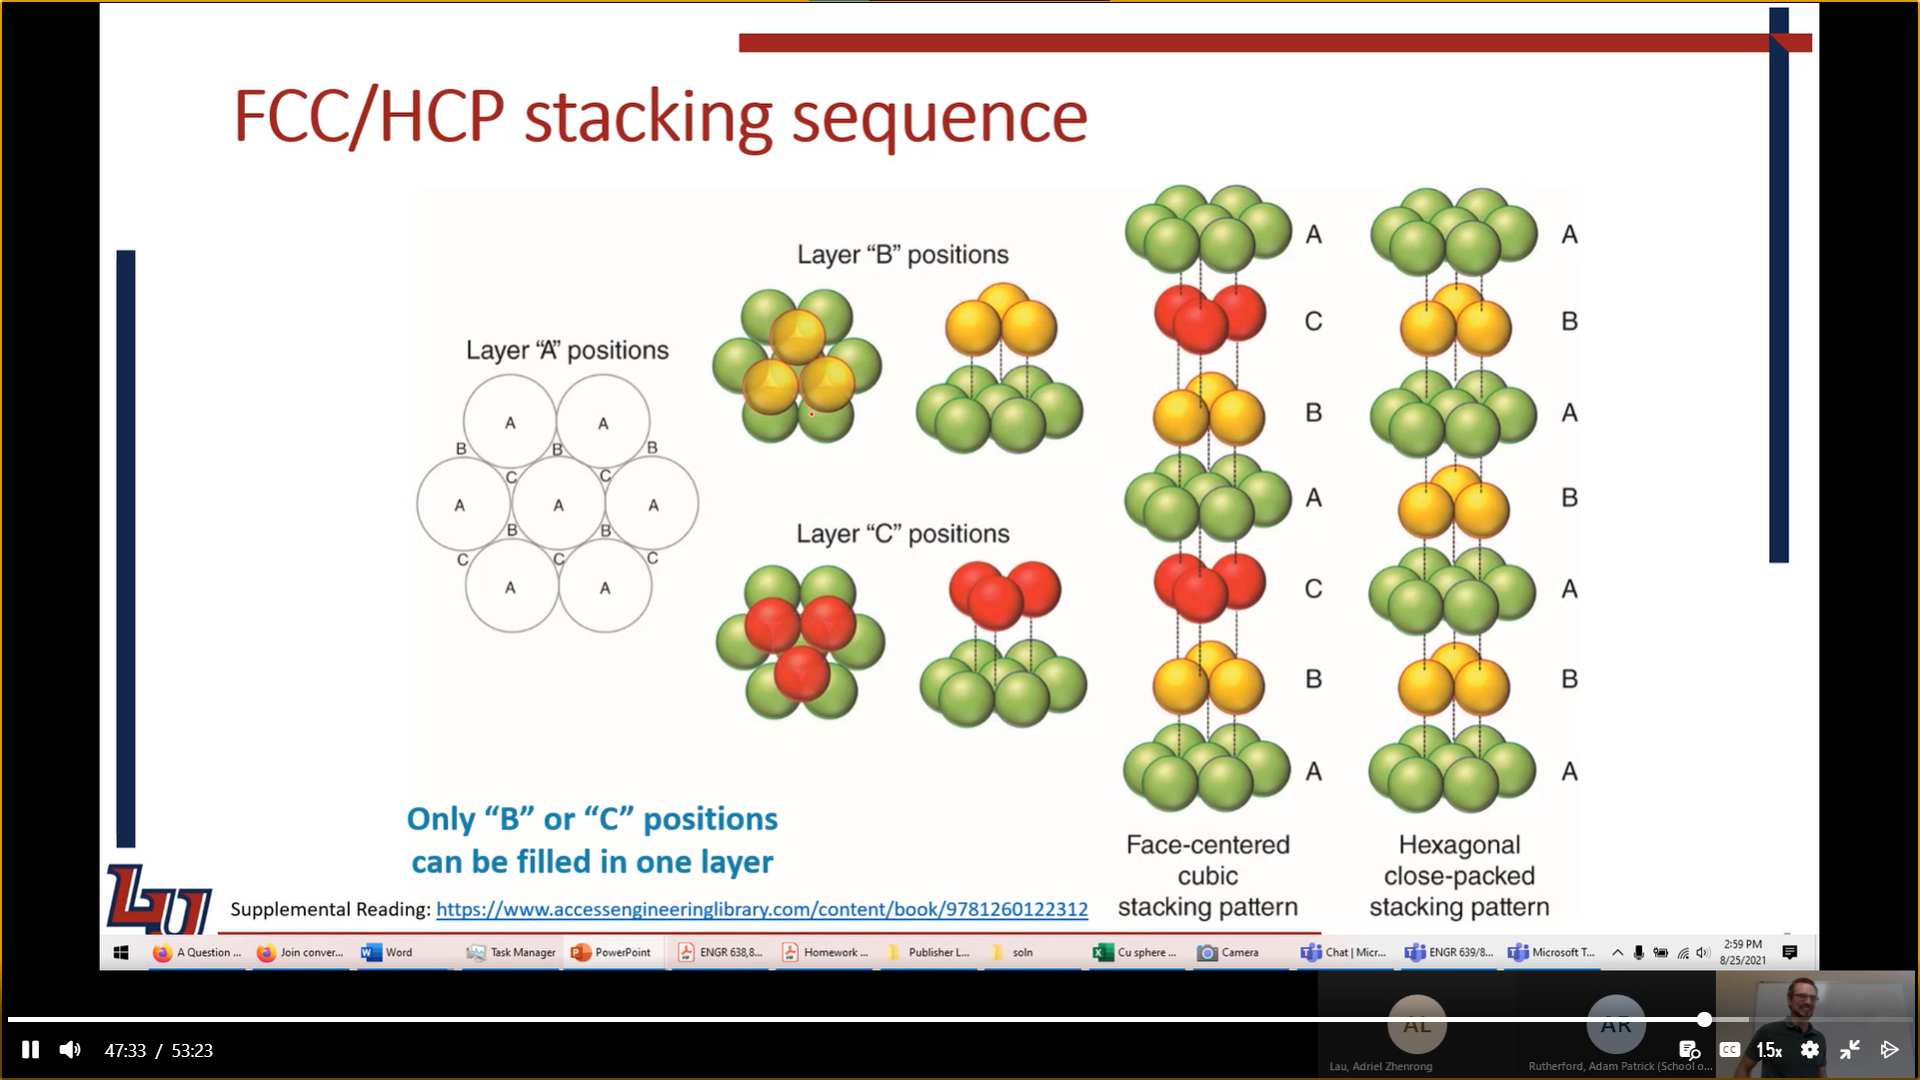 FCC/HCP stacking sequence
Layer "A" positions
A A
B B B
C C
A A A
B B
C C C
A A
Layer "B" positions
Layer "C" positions
A
C
B
A
C
B
A
Face-centered
cubic
stacking pattern
A
B
A
B
A
B
A
Hexagonal
close-packed
stacking pattern
Only “B” or “C” positions
can be filled in one layer
LU
Supplemental Reading: https://www.accessengineeringlibrary.com/content/book/9781260122312
A Question ... Join conver... Word Task Manager PowerPoint ENGR 638,8... Homework ... Publisher L... soln Cu sphere ... Camera Chat | Micr... ENGR 639/8... Microsoft T... 2:59 PM
8/25/2021
AL AR
Lau, Adriel Zhenrong Rutherford, Adam Patrick (School o...
47:33 / 53:23 CC 1.5x